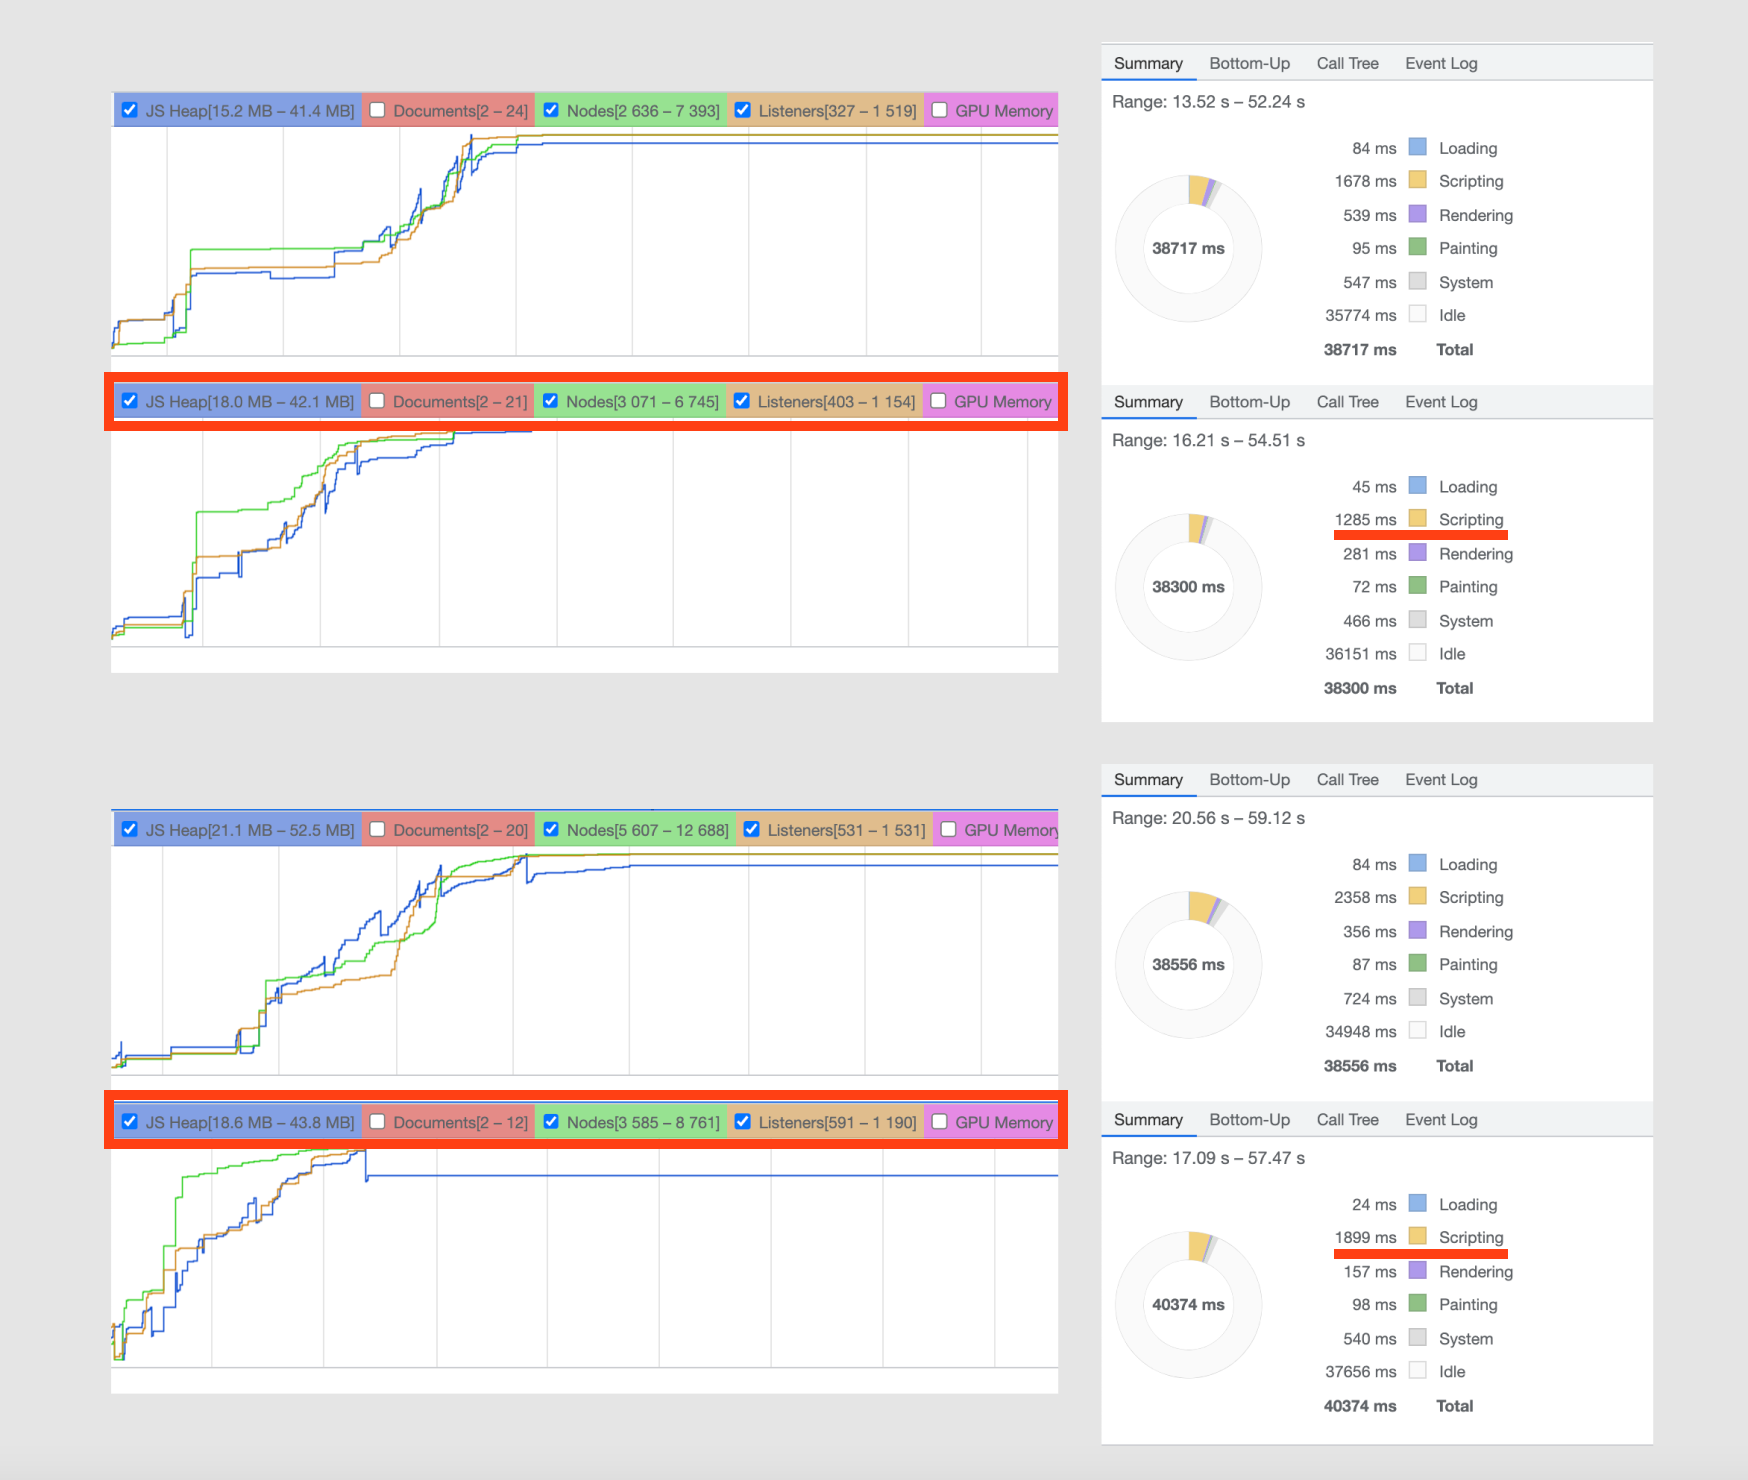 JS Heap[15.2 MB – 41.4 MB] Documents[2 – 24] Nodes[2 636 – 7 393] Listeners[327 – 1 519] GPU Memory
Summary Bottom-Up Call Tree Event Log
Range: 13.52 s – 52.24 s
38717 ms
84 ms Loading
1678 ms Scripting
539 ms Rendering
95 ms Painting
547 ms System
35774 ms Idle
38717 ms Total
JS Heap[18.0 MB – 42.1 MB] Documents[2 – 21] Nodes[3 071 – 6 745] Listeners[403 – 1 154] GPU Memory
Summary Bottom-Up Call Tree Event Log
Range: 16.21 s – 54.51 s
38300 ms
45 ms Loading
1285 ms Scripting
281 ms Rendering
72 ms Painting
466 ms System
36151 ms Idle
38300 ms Total
JS Heap[21.1 MB – 52.5 MB] Documents[2 – 20] Nodes[5 607 – 12 688] Listeners[531 – 1 531] GPU Memory
Summary Bottom-Up Call Tree Event Log
Range: 20.56 s – 59.12 s
38556 ms
84 ms Loading
2358 ms Scripting
356 ms Rendering
87 ms Painting
724 ms System
34948 ms Idle
38556 ms Total
JS Heap[18.6 MB – 43.8 MB] Documents[2 – 12] Nodes[3 585 – 8 761] Listeners[591 – 1 190] GPU Memory
Summary Bottom-Up Call Tree Event Log
Range: 17.09 s – 57.47 s
40374 ms
24 ms Loading
1899 ms Scripting
157 ms Rendering
98 ms Painting
540 ms System
37656 ms Idle
40374 ms Total